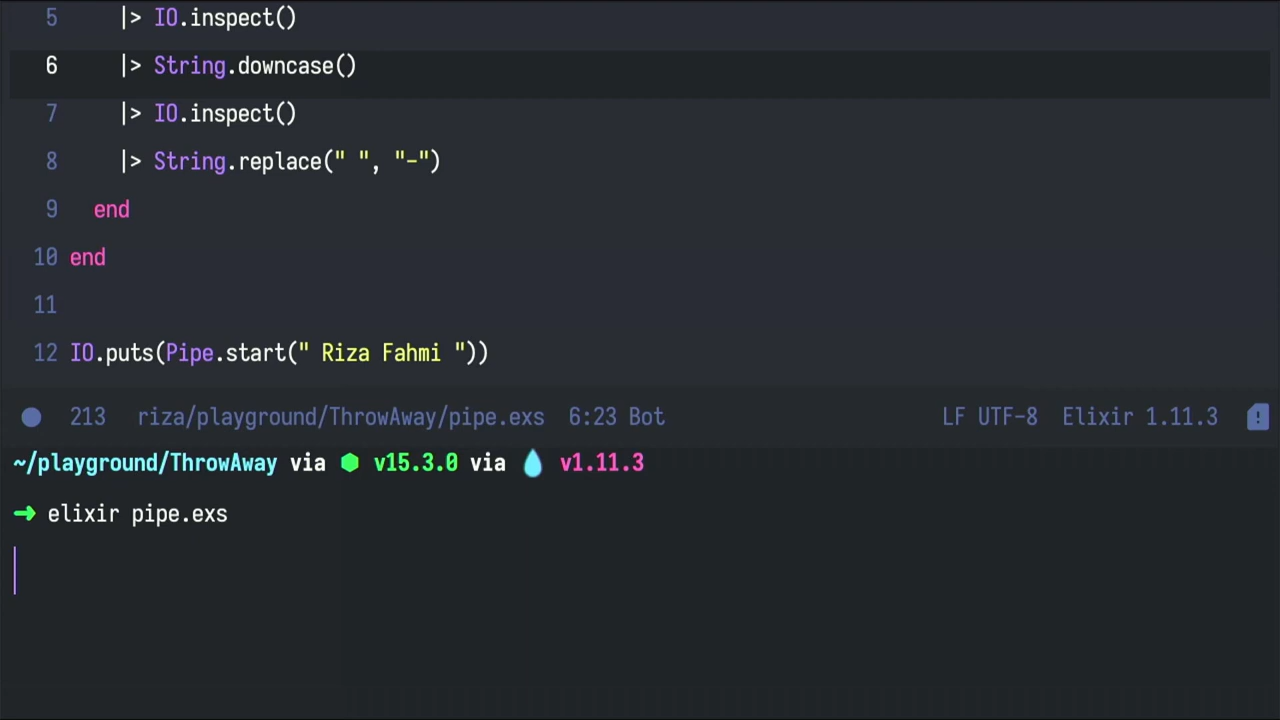 5 |> IO.inspect()
6 |> String.downcase()
7 |> IO.inspect()
8 |> String.replace(" ", "-")
9 end
10 end
11
12 IO.puts(Pipe.start(" Riza Fahmi "))
213 riza/playground/ThrowAway/pipe.exs 6:23 Bot LF UTF-8 Elixir 1.11.3
~/playground/ThrowAway via v15.3.0 via v1.11.3
➜ elixir pipe.exs